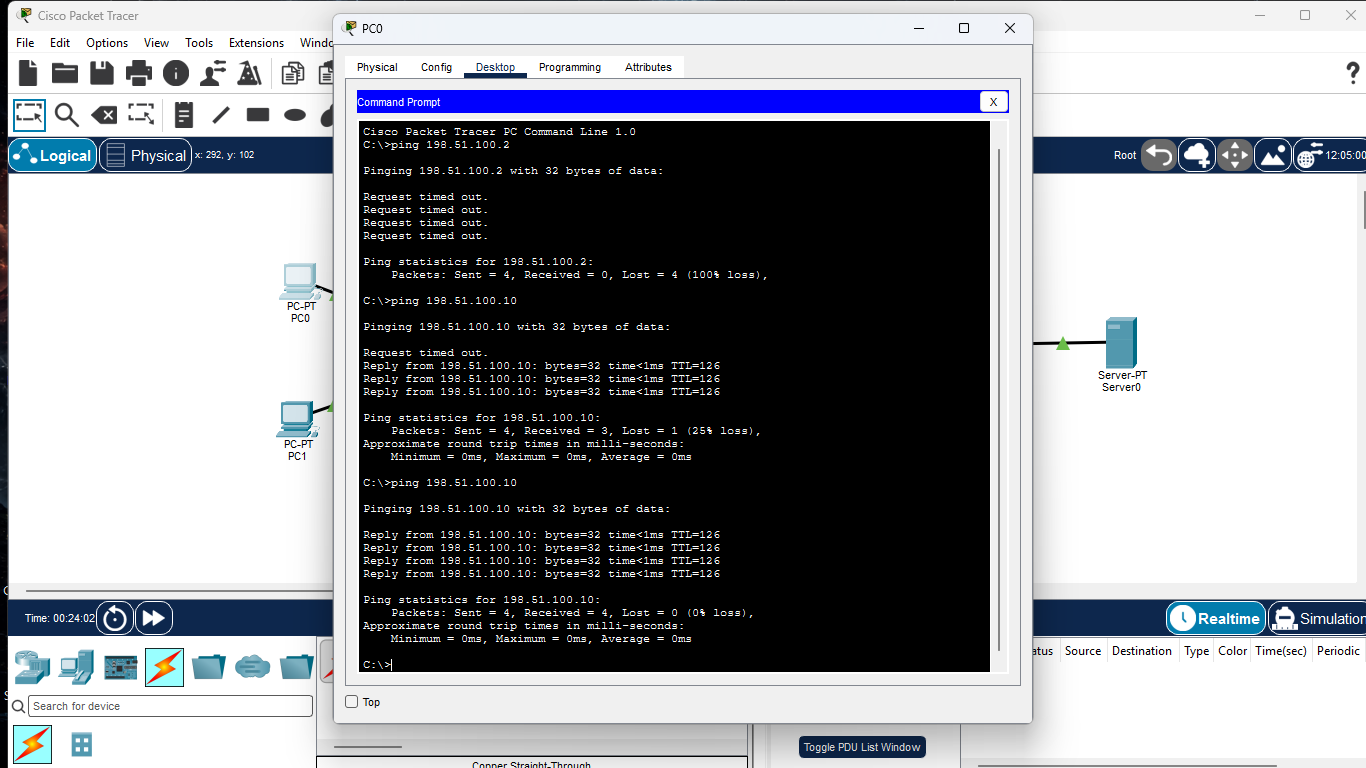 Cisco Packet Tracer
File Edit Options View Tools Extensions
Logical
Physical
x: 292, y: 102
Root
12:05:00
PC-PT
PC0
PC-PT
PC1
Server-PT
Server0
PC0
Physical Config Desktop Programming Attributes
Command Prompt
X
Cisco Packet Tracer PC Command Line 1.0
C:\>ping 198.51.100.2
Pinging 198.51.100.2 with 32 bytes of data:
Request timed out.
Request timed out.
Request timed out.
Request timed out.
Ping statistics for 198.51.100.2:
Packets: Sent = 4, Received = 0, Lost = 4 (100% loss),
C:\>ping 198.51.100.10
Pinging 198.51.100.10 with 32 bytes of data:
Request timed out.
Reply from 198.51.100.10: bytes=32 time<1ms TTL=126
Reply from 198.51.100.10: bytes=32 time<1ms TTL=126
Reply from 198.51.100.10: bytes=32 time<1ms TTL=126
Ping statistics for 198.51.100.10:
Packets: Sent = 4, Received = 3, Lost = 1 (25% loss),
Approximate round trip times in milli-seconds:
Minimum = 0ms, Maximum = 0ms, Average = 0ms
C:\>ping 198.51.100.10
Pinging 198.51.100.10 with 32 bytes of data:
Reply from 198.51.100.10: bytes=32 time<1ms TTL=126
Reply from 198.51.100.10: bytes=32 time<1ms TTL=126
Reply from 198.51.100.10: bytes=32 time<1ms TTL=126
Reply from 198.51.100.10: bytes=32 time<1ms TTL=126
Ping statistics for 198.51.100.10:
Packets: Sent = 4, Received = 4, Lost = 0 (0% loss),
Approximate round trip times in milli-seconds:
Minimum = 0ms, Maximum = 0ms, Average = 0ms
C:\>
Top
Time: 00:24:02
Realtime
Simulation
Source Destination Type Color Time(sec) Periodic
Search for device
Toggle PDU List Window
Copper Straight-Through